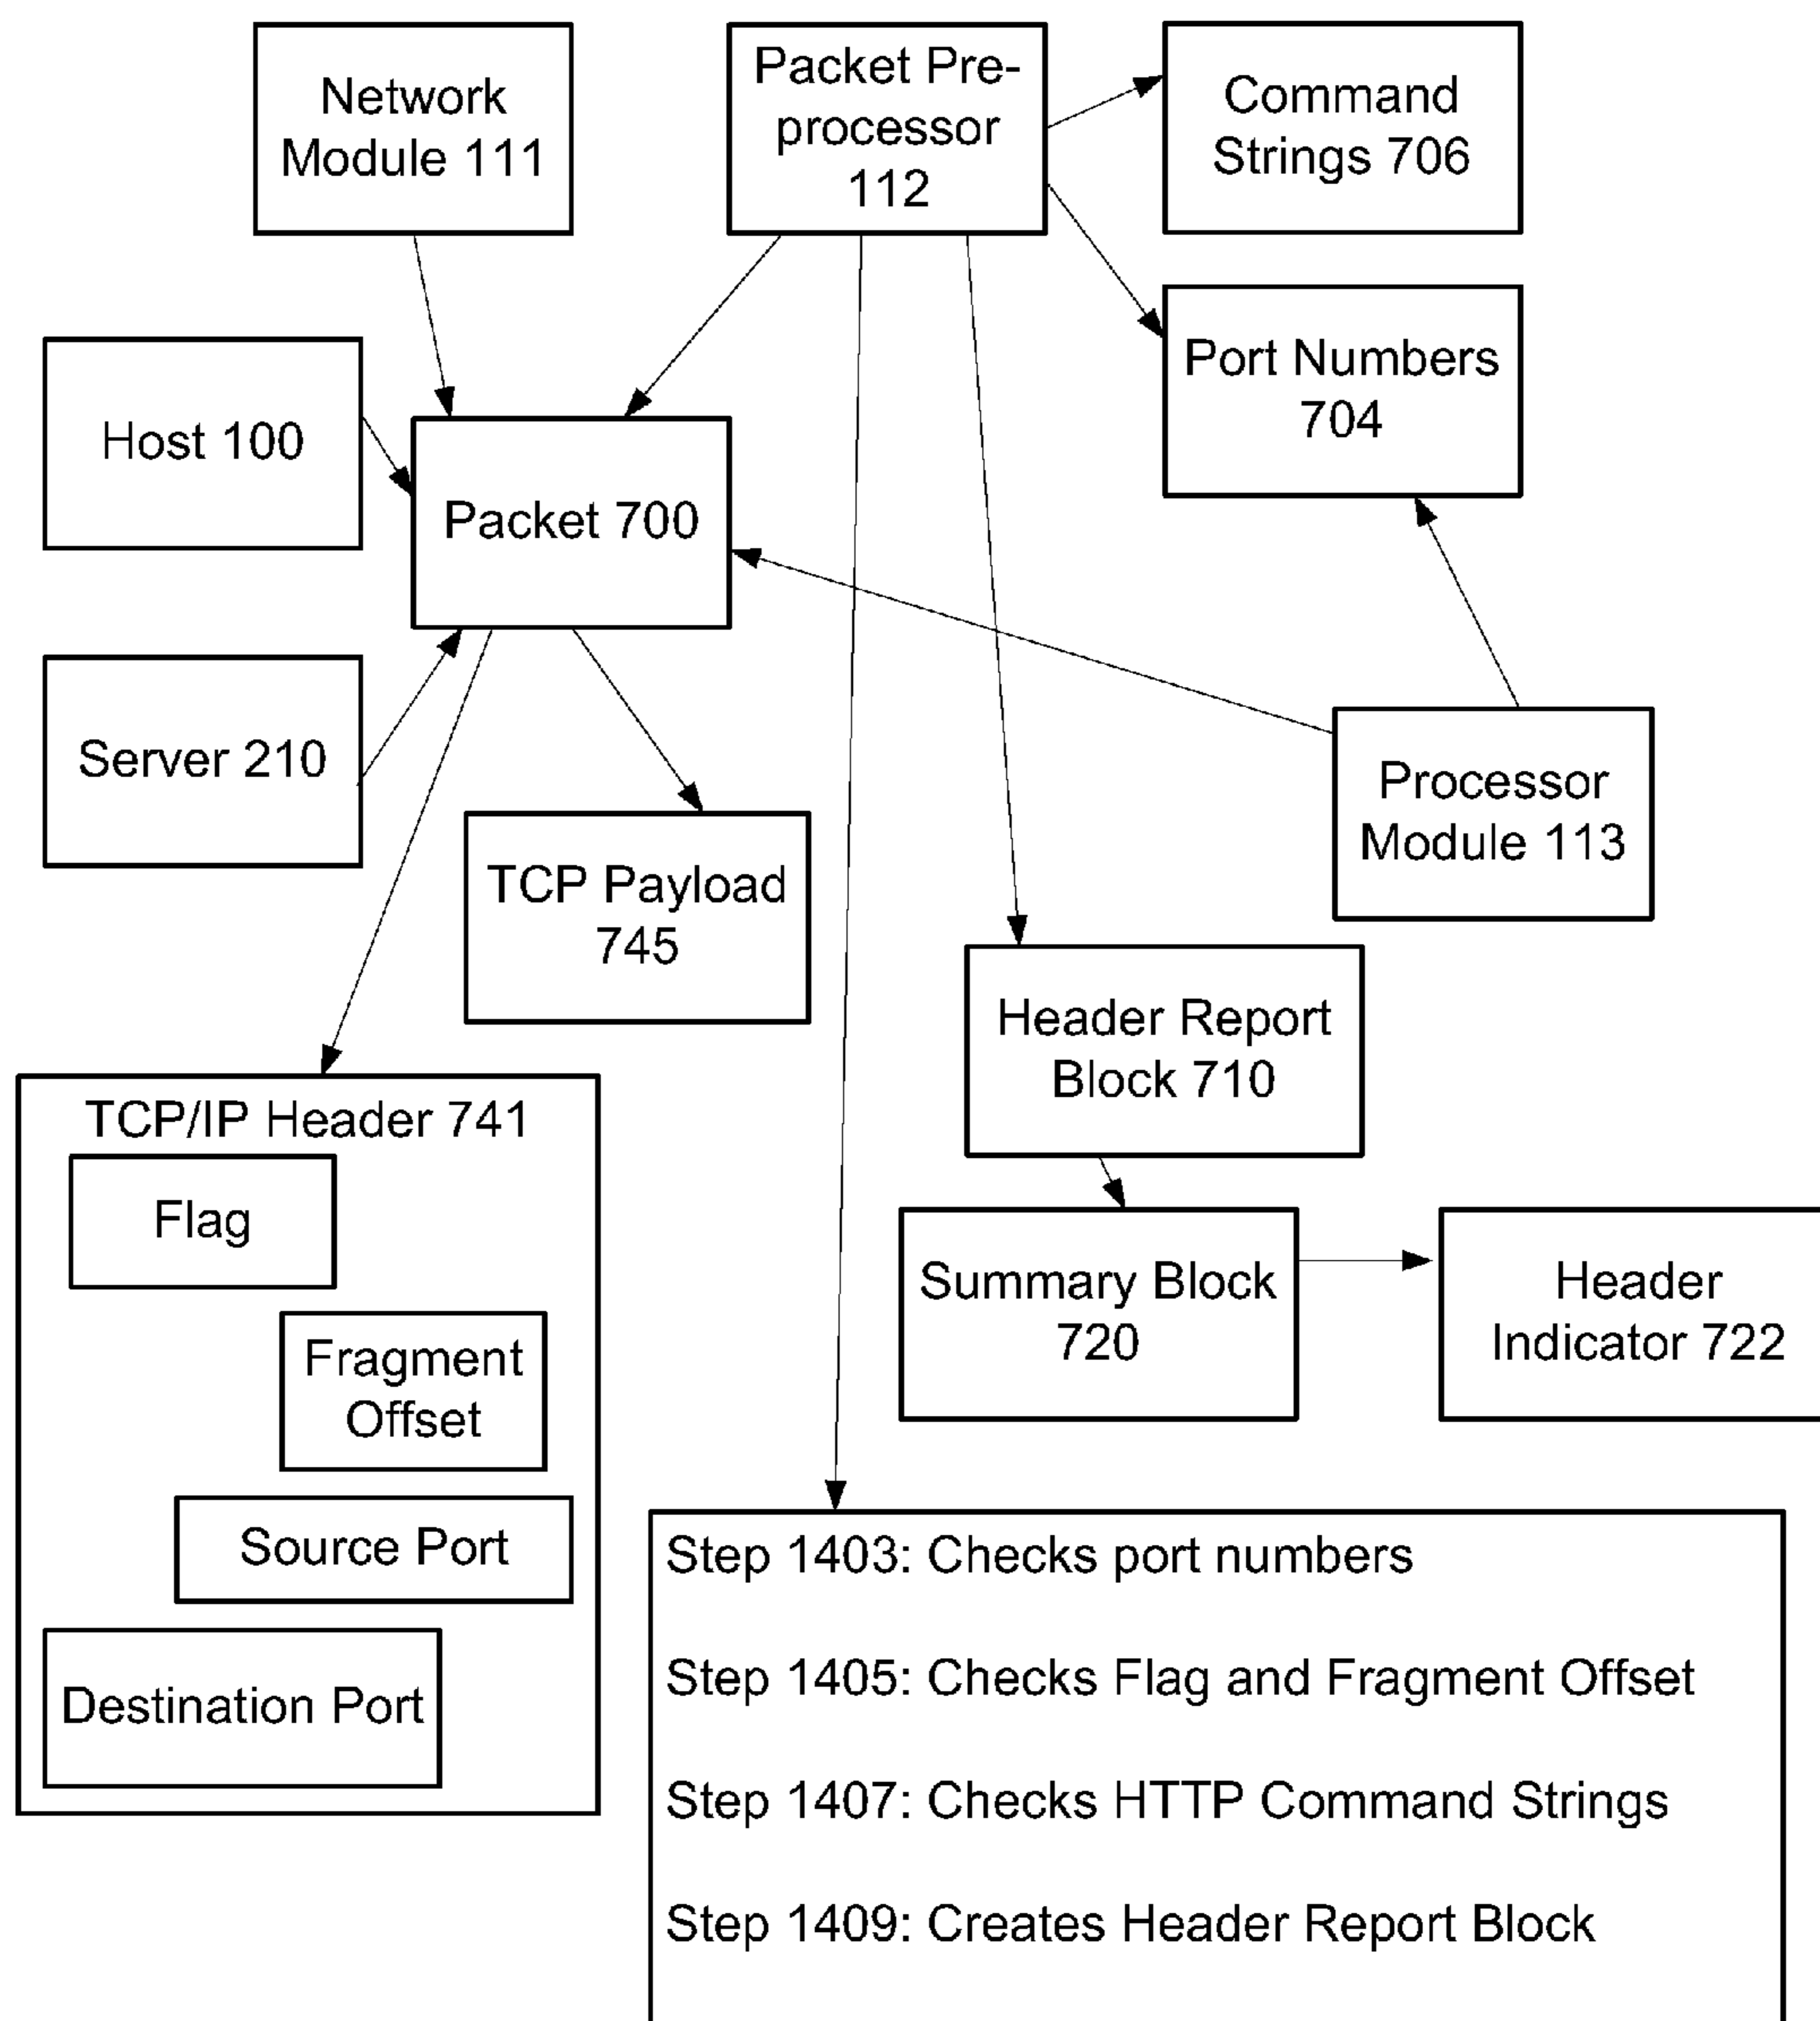 Network
Module 111
Packet Pre-
processor
112
Command
Strings 706
Port Numbers
704
Host 100
Packet 700
Server 210
Processor
Module 113
TCP Payload
745
Header Report
Block 710
TCP/IP Header 741
Flag
Fragment
Offset
Source Port
Destination Port
Summary Block
720
Header
Indicator 722
Step 1403: Checks port numbers
Step 1405: Checks Flag and Fragment Offset
Step 1407: Checks HTTP Command Strings
Step 1409: Creates Header Report Block